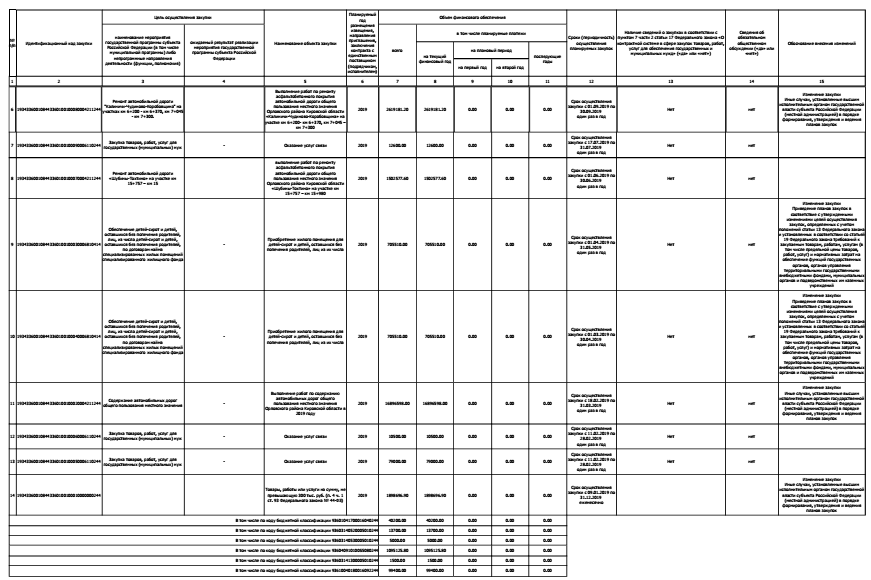 № п/п
Идентификационный код закупки
Цель осуществления закупки
наименование мероприятия государственной программы субъекта Российской Федерации (в том числе муниципальной программы) либо непрограммные направления деятельности (функции, полномочия)
ожидаемый результат реализации мероприятия государственной программы субъекта Российской Федерации
Наименование объекта закупки
Планируемый год размещения извещения, направления приглашения, заключения контракта с единственным поставщиком (подрядчиком, исполнителем)
Объем финансового обеспечения
всего
в том числе планируемые платежи
на текущий финансовый год
на плановый период
на первый год
на второй год
последующие годы
Сроки (периодичность) осуществления планируемых закупок
Наличие сведений о закупках в соответствии с пунктом 7 части 2 статьи 17 Федерального закона «О контрактной системе в сфере закупок товаров, работ, услуг для обеспечения государственных и муниципальных нужд» («да» или «нет»)
Сведения об обязательном общественном обсуждении («да» или «нет»)
Обоснование внесения изменений
1 2 3 4 5 6 7 8 9 10 11 12 13 14 15
6
Ремонт автомобильной дороги "Калиничи-Чудиново-Коробовщина" на участках км 6+200 - км 6+370, км 7+045 - км 7+300.
-
Выполнение работ по ремонту асфальтобетонного покрытия автомобильной дороги общего пользования местного значения Орловского района Кировской области «Калиничи-Чудиново-Коробовщина» на участке км 6+200- км 6+370, км 7+045 – км 7+300
2019 2619181.20 2619181.20 0.00 0.00 0.00
Срок осуществления закупки с 01.05.2019 по 30.09.2019
один раз в год
Нет нет
Изменение закупки
Иные случаи, установленные высшим исполнительным органом государственной власти субъекта Российской Федерации (местной администрацией) в порядке формирования, утверждения и ведения планов закупок
7
Закупка товаров, работ, услуг для государственных (муниципальных) нужд
-
Оказание услуг связи
2019 12600.00 12600.00 0.00 0.00 0.00
Срок осуществления закупки с 17.07.2019 по 31.07.2019
один раз в год
Нет нет
8
Ремонт автомобильной дороги «Шубины-Тохтино» на участке км 15+757 – км 15
-
выполнение работ по ремонту асфальтобетонного покрытия автомобильной дороги общего пользования местного значения Орловского района Кировской области «Шубины-Тохтино» на участке км 15+757 – км 15+980
2019 1502577.60 1502577.60 0.00 0.00 0.00
Срок осуществления закупки с 01.06.2019 по 30.06.2019
один раз в год
Нет нет
9
Обеспечение детей-сирот и детей, оставшихся без попечения родителей, лиц, из числа детей-сирот и детей, оставшихся без попечения родителей, по договорам найма специализированных жилых помещений специализированного жилищного фонда
-
Приобретение жилого помещения для детей-сирот и детей, оставшихся без попечения родителей, лиц из их числа
2019 705510.00 705510.00 0.00 0.00 0.00
Срок осуществления закупки с 01.04.2019 по 31.05.2019
один раз в год
Нет нет
Изменение закупки
Приведение планов закупок в соответствие с утвержденными изменениями целей осуществления закупок, определенных с учетом положений статьи 13 Федерального закона и установленных в соответствии со статьей 19 Федерального закона требований к закупаемым товарам, работам, услугам (в том числе предельной цены товаров, работ, услуг) и нормативных затрат на обеспечение функций государственных органов, органов управления территориальными государственными внебюджетными фондами, муниципальных органов и подведомственных им казенных учреждений
10
Обеспечение детей-сирот и детей, оставшихся без попечения родителей, лиц, из числа детей-сирот и детей, оставшихся без попечения родителей, по договорам найма специализированных жилых помещений специализированного жилищного фонда
-
Приобретение жилого помещения для детей-сирот и детей, оставшихся без попечения родителей, лиц из их числа
2019 705510.00 705510.00 0.00 0.00 0.00
Срок осуществления закупки с 01.03.2019 по 30.04.2019
один раз в год
Нет нет
Изменение закупки
Приведение планов закупок в соответствие с утвержденными изменениями целей осуществления закупок, определенных с учетом положений статьи 13 Федерального закона и установленных в соответствии со статьей 19 Федерального закона требований к закупаемым товарам, работам, услугам (в том числе предельной цены товаров, работ, услуг) и нормативных затрат на обеспечение функций государственных органов, органов управления территориальными государственными внебюджетными фондами, муниципальных органов и подведомственных им казенных учреждений
11
Содержание автомобильных дорог общего пользования местного значения
-
Выполнение работ по содержанию автомобильных дорог общего пользования местного значения Орловского района Кировской области в 2019 году
2019 16896598.00 16896598.00 0.00 0.00 0.00
Срок осуществления закупки с 18.02.2019 по 31.03.2019
один раз в год
Нет нет
Изменение закупки
Иные случаи, установленные высшим исполнительным органом государственной власти субъекта Российской Федерации (местной администрацией) в порядке формирования, утверждения и ведения планов закупок
12
Закупка товаров, работ, услуг для государственных (муниципальных) нужд
-
Оказание услуг связи
2019 10500.00 10500.00 0.00 0.00 0.00
Срок осуществления закупки с 11.02.2019 по 28.02.2019
один раз в год
Нет нет
13
Закупка товаров, работ, услуг для государственных (муниципальных) нужд
-
Оказание услуг связи
2019 79000.00 79000.00 0.00 0.00 0.00
Срок осуществления закупки с 11.02.2019 по 28.02.2019
один раз в год
Нет нет
14
Товары, работы или услуги на сумму, не превышающую 300 тыс. руб. (п. 4 ч. 1 ст. 93 Федерального закона № 44-ФЗ)
2019 1898696.90 1898696.90 0.00 0.00 0.00
Срок осуществления закупки с 09.01.2019 по 31.12.2019
ежемесячно
Изменение закупки
Иные случаи, установленные высшим исполнительным органом государственной власти субъекта Российской Федерации (местной администрацией) в порядке формирования, утверждения и ведения планов закупок
В том числе по коду бюджетной классификации 40200.00 40200.00 0.00 0.00 0.00
В том числе по коду бюджетной классификации 13700.00 13700.00 0.00 0.00 0.00
В том числе по коду бюджетной классификации 5000.00 5000.00 0.00 0.00 0.00
В том числе по коду бюджетной классификации 1095125.80 1095125.80 0.00 0.00 0.00
В том числе по коду бюджетной классификации 1500.00 1500.00 0.00 0.00 0.00
В том числе по коду бюджетной классификации 99400.00 99400.00 0.00 0.00 0.00